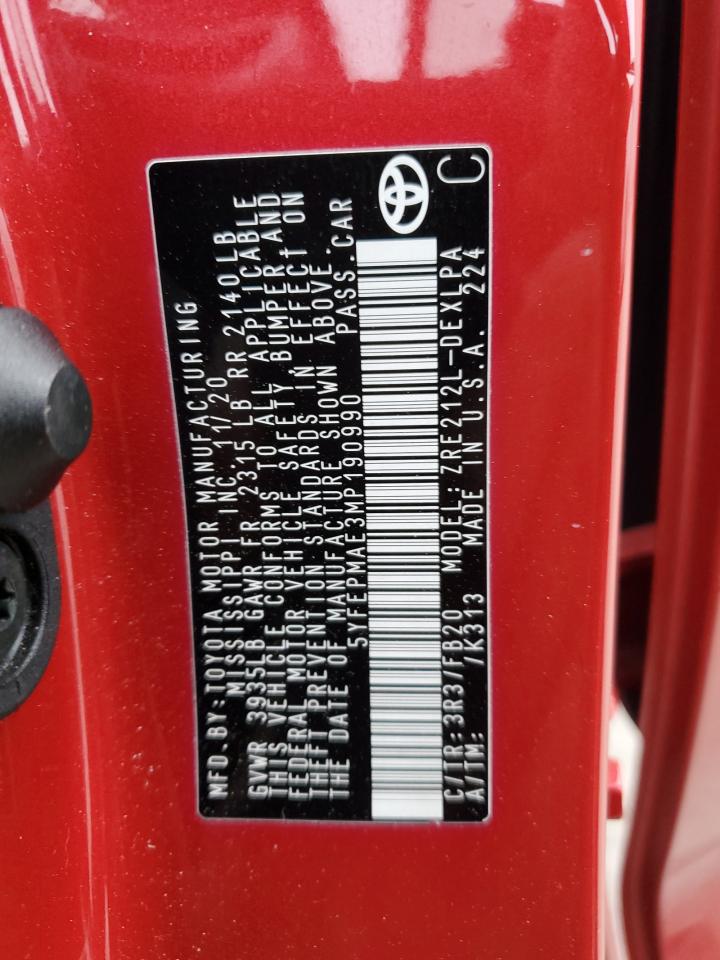 MFD.BY:TOYOTA MOTOR MANUFACTURING
MISSISSIPPI INC. 11/20
GVWR 3935LB GAWR FR 2315 LB RR 2140LB
THIS VEHICLE CONFORMS TO ALL APPLICABLE
FEDERAL MOTOR VEHICLE SAFETY, BUMPER AND
THEFT PREVENTION STANDARDS IN EFFECT ON
THE DATE OF MANUFACTURE SHOWN ABOVE.
5YFEPMAE3MP190990 PASS.CAR
C/TR:3R3/FB20 MODEL:ZRE212L-DEXLPA
A/TM: /K313 MADE IN U.S.A. 224
C